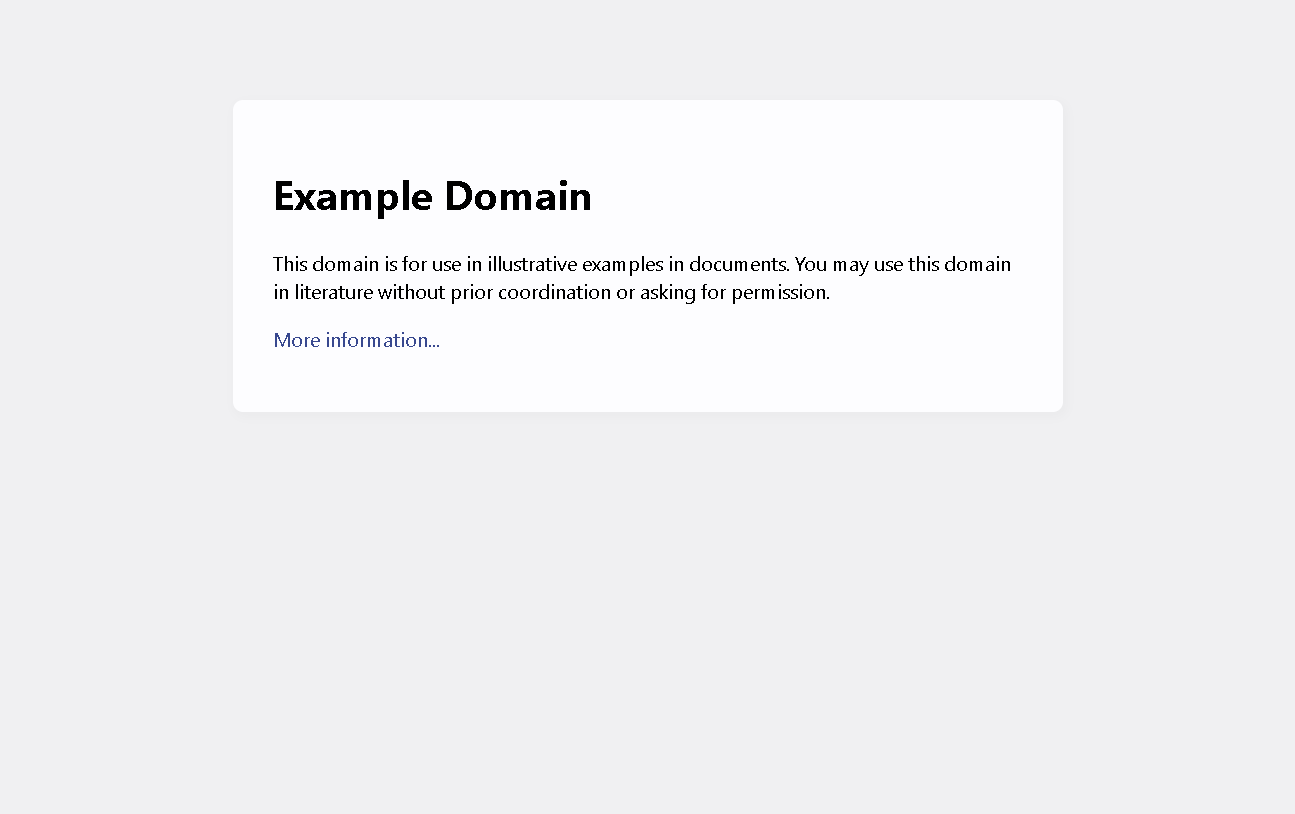 Example Domain
This domain is for use in illustrative examples in documents. You may use this domain
in literature without prior coordination or asking for permission.
More information...